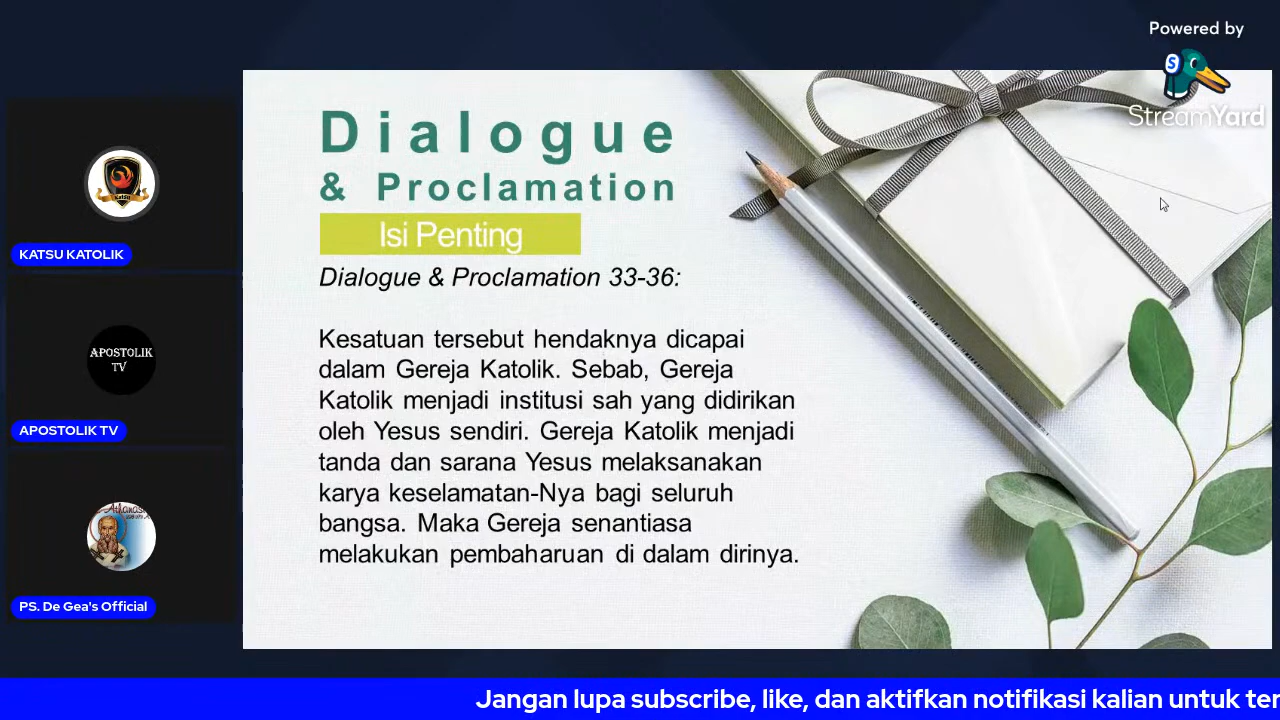 Powered by
StreamYard
Dialogue
& Proclamation
Isi Penting
Dialogue & Proclamation 33-36:
Kesatuan tersebut hendaknya dicapai
dalam Gereja Katolik. Sebab, Gereja
Katolik menjadi institusi sah yang didirikan
oleh Yesus sendiri. Gereja Katolik menjadi
tanda dan sarana Yesus melaksanakan
karya keselamatan-Nya bagi seluruh
bangsa. Maka Gereja senantiasa
melakukan pembaharuan di dalam dirinya.
KATSU KATOLIK
APOSTOLIK
TV
APOSTOLIK TV
PS. De Gea's Official
Jangan lupa subscribe, like, dan aktifkan notifikasi kalian untuk